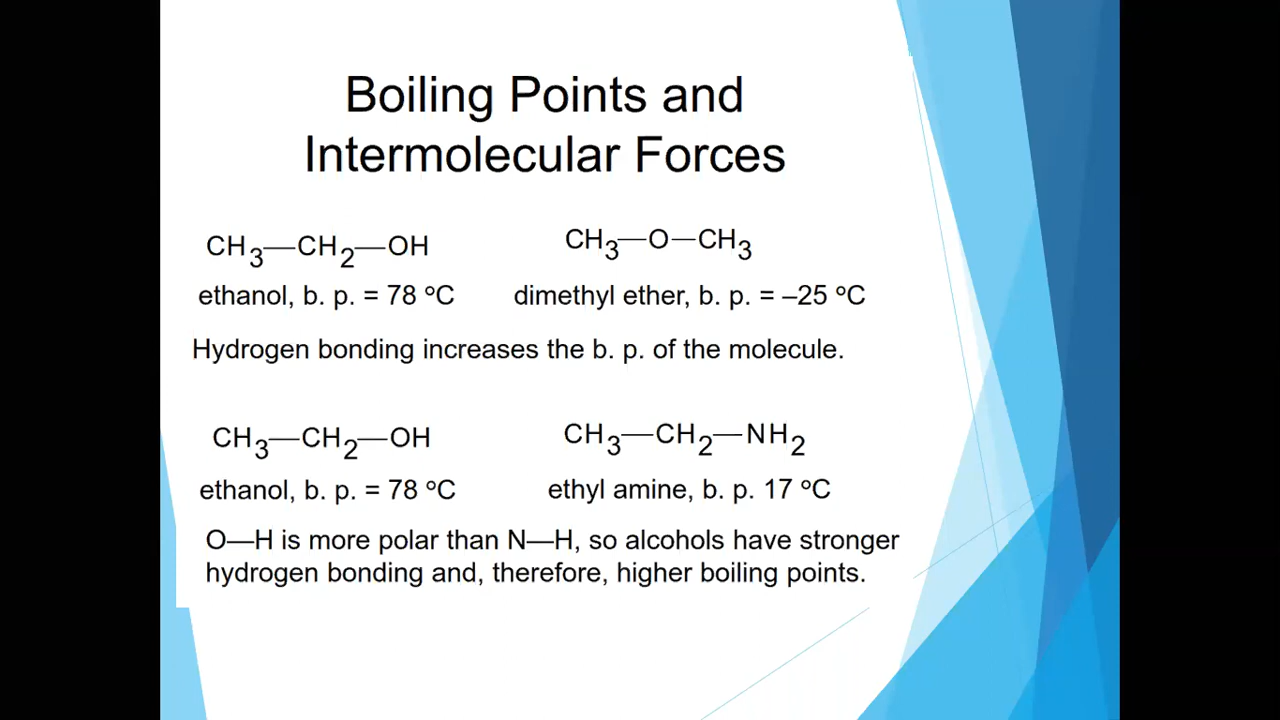 Boiling Points and
Intermolecular Forces
CH3—CH2—OH
CH3—O—CH3
ethanol, b. p. = 78 °C
dimethyl ether, b. p. = –25 °C
Hydrogen bonding increases the b. p. of the molecule.
CH3—CH2—OH
CH3—CH2—NH2
ethanol, b. p. = 78 °C
ethyl amine, b. p. 17 °C
O—H is more polar than N—H, so alcohols have stronger
hydrogen bonding and, therefore, higher boiling points.